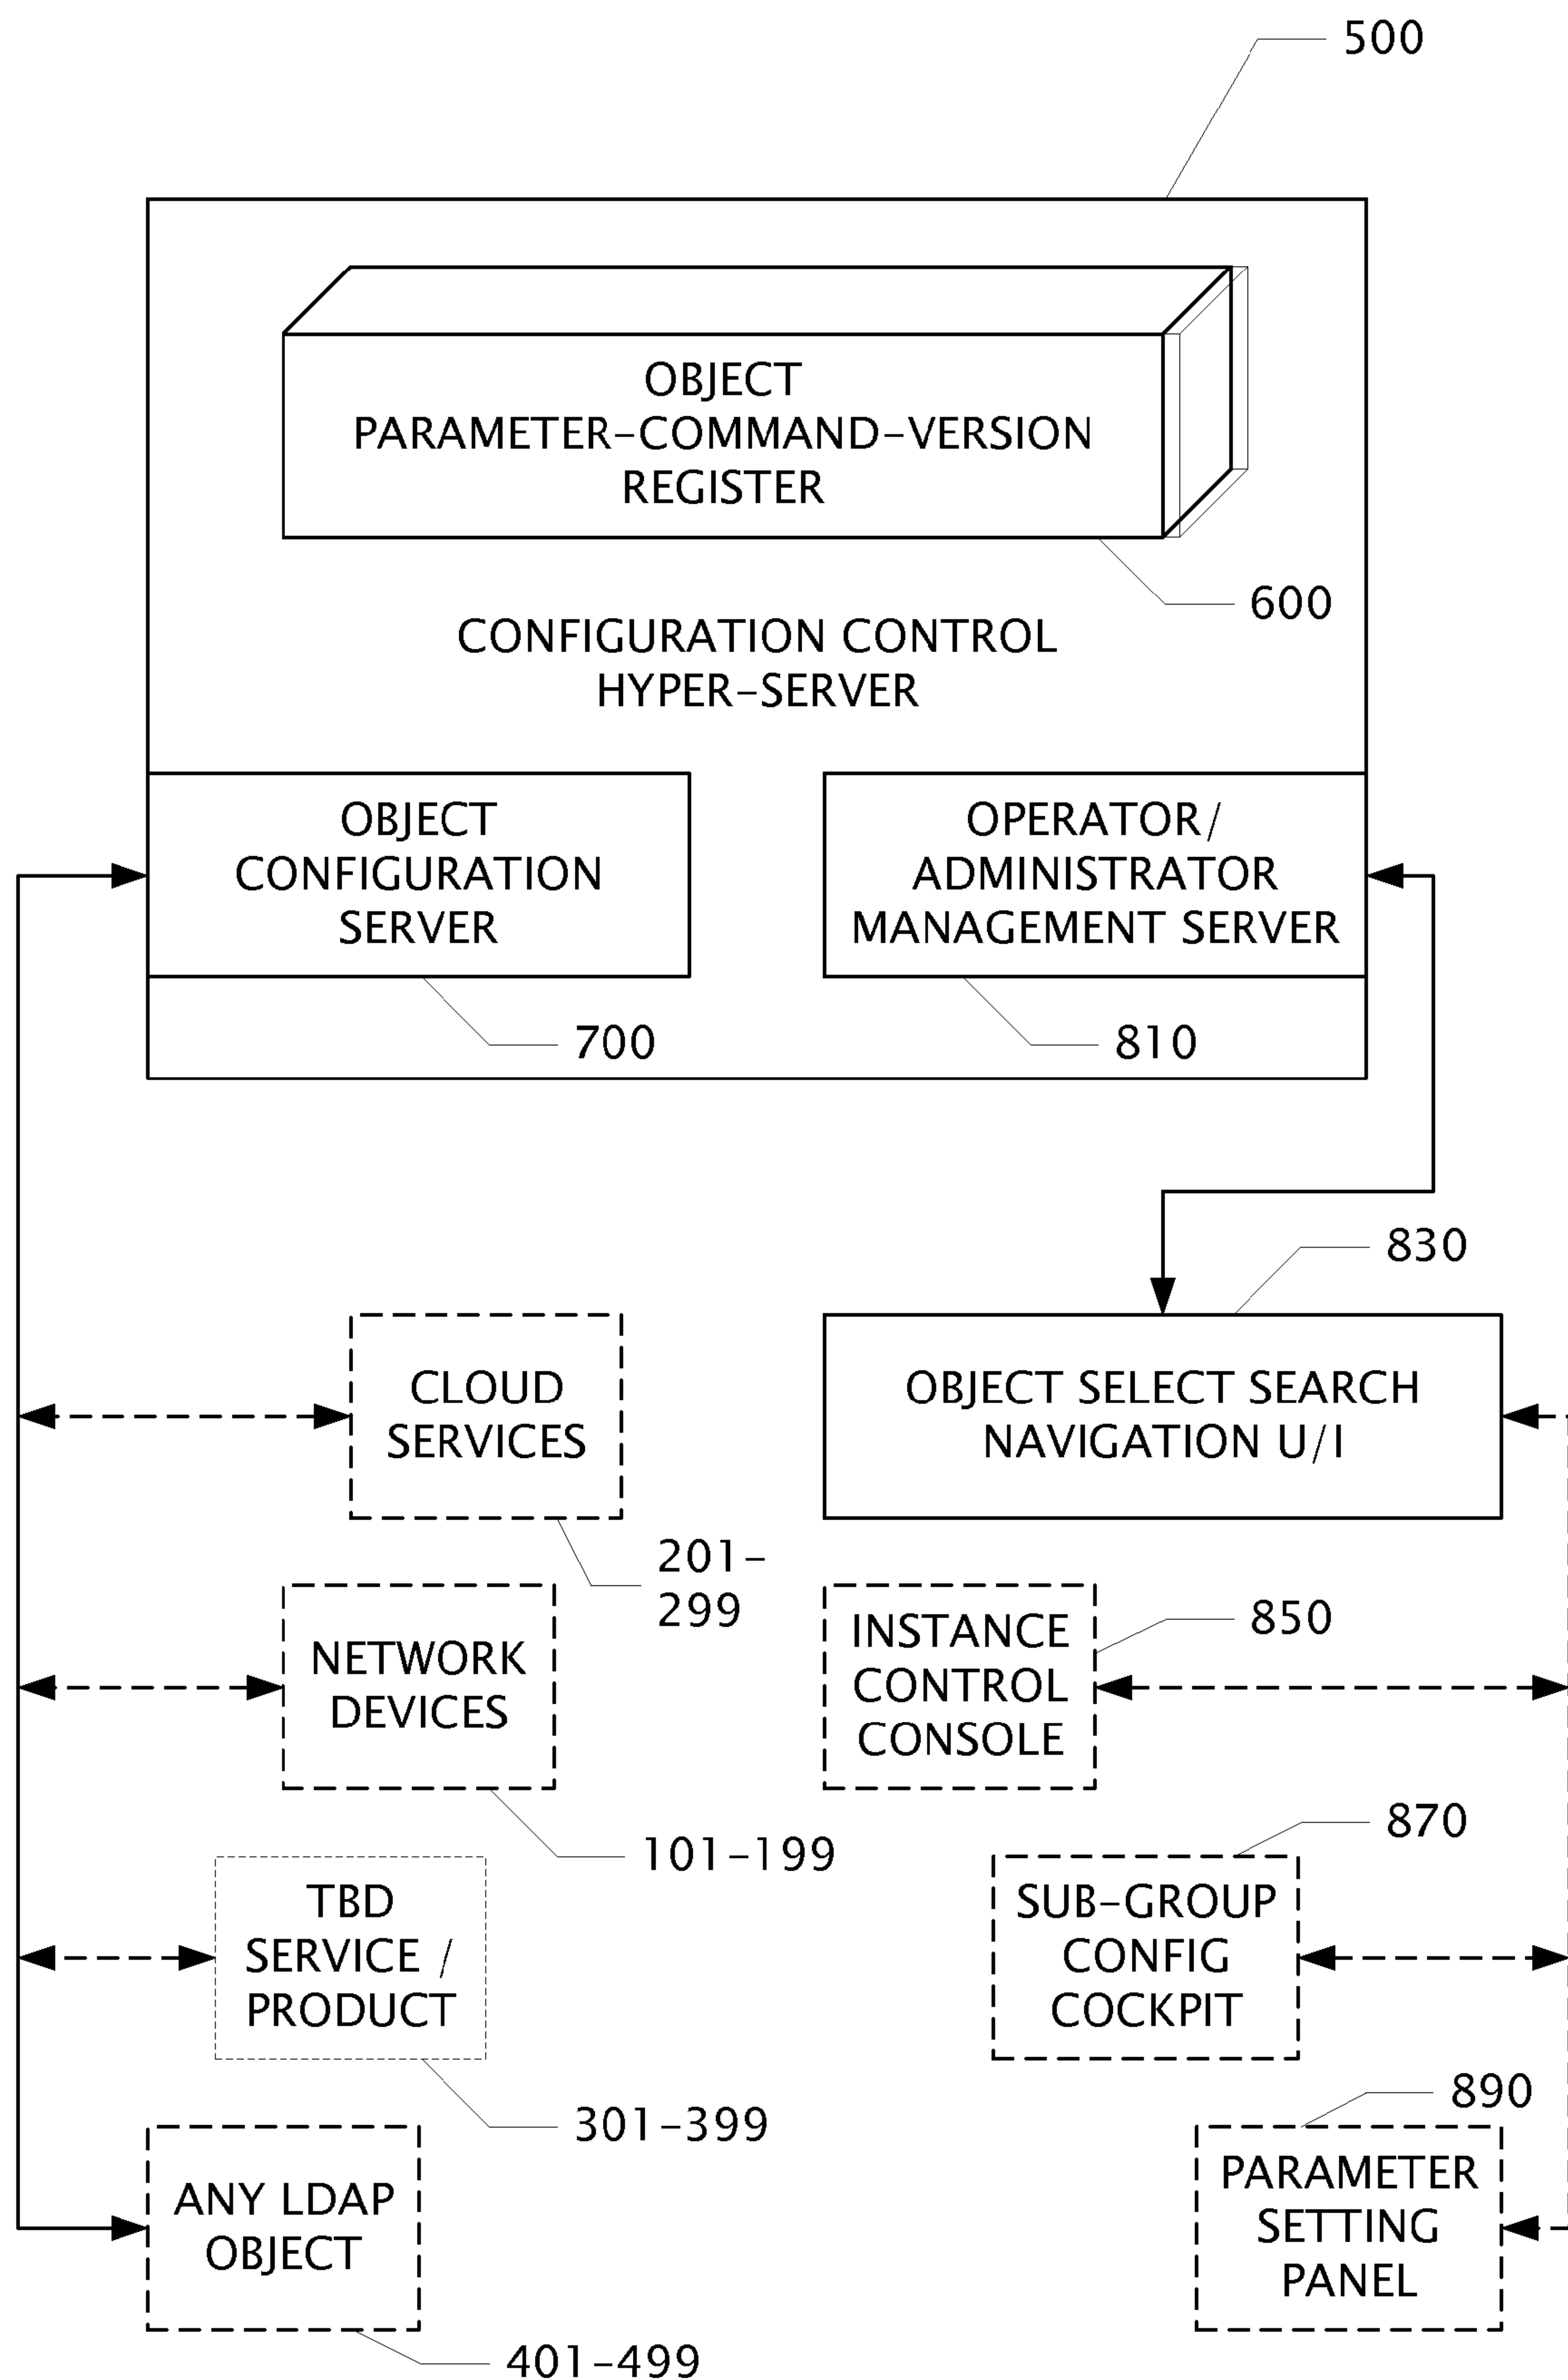 500
OBJECT
PARAMETER-COMMAND-VERSION
REGISTER
600
CONFIGURATION CONTROL
HYPER-SERVER
OBJECT
CONFIGURATION
SERVER
700
OPERATOR/
ADMINISTRATOR
MANAGEMENT SERVER
810
830
CLOUD
SERVICES
201-
299
OBJECT SELECT SEARCH
NAVIGATION U/I
NETWORK
DEVICES
101-199
INSTANCE
CONTROL
CONSOLE
850
TBD
SERVICE /
PRODUCT
301-399
870
SUB-GROUP
CONFIG
COCKPIT
ANY LDAP
OBJECT
401-499
890
PARAMETER
SETTING
PANEL